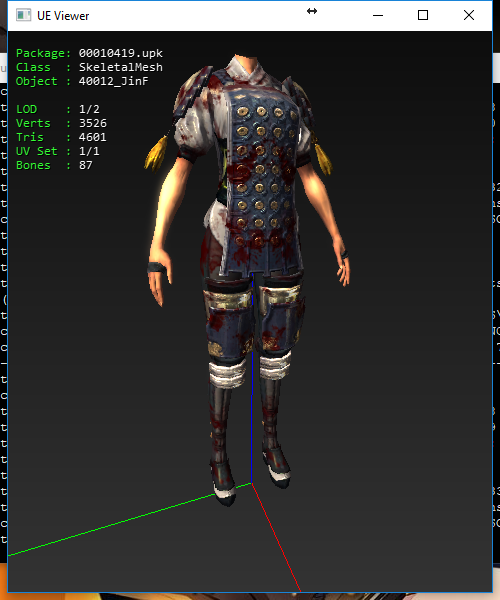 UE Viewer
Package: 00010419.upk
Class : SkeletalMesh
Object : 40012_JinF
LOD : 1/2
Verts : 3526
Tris : 4601
UV Set : 1/1
Bones : 87